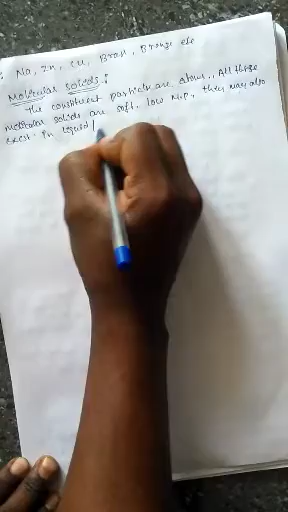 : Na, Zn, Cu, Brass, Bronze etc
Molecular solids:
The constituent particles are atoms., All these
molecular solids are soft, low M.P, they may also
exist in liquid /